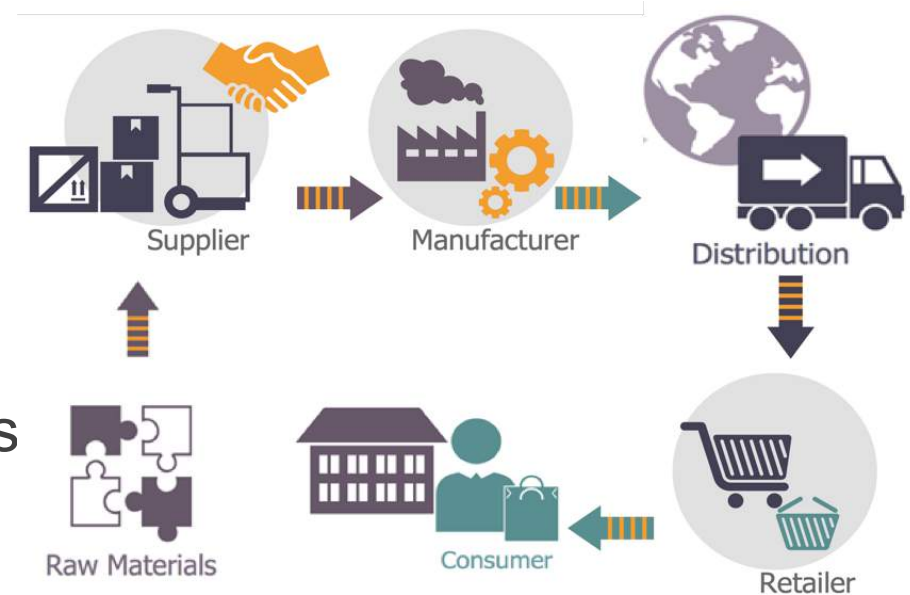 Supplier
Manufacturer
Distribution
s
Raw Materials
Consumer
Retailer